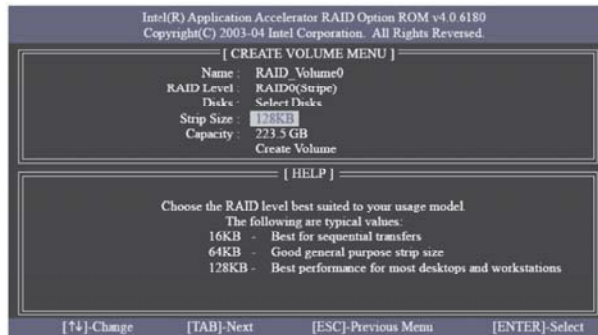 Intel(R) Application Accelerator RAID Option ROM v4.0.6180
Copyright(C) 2003-04 Intel Corporation. All Rights Reversed.
[ CREATE VOLUME MENU ]
Name : RAID_Volume0
RAID Level : RAID0(Stripe)
Disks : Select Disks
Strip Size : 128KB
Capacity : 223.5 GB
Create Volume
[ HELP ]
Choose the RAID level best suited to your usage model.
The following are typical values:
16KB - Best for sequential transfers
64KB - Good general purpose strip size
128KB - Best performance for most desktops and workstations
[↑↓]-Change [TAB]-Next [ESC]-Previous Menu [ENTER]-Select